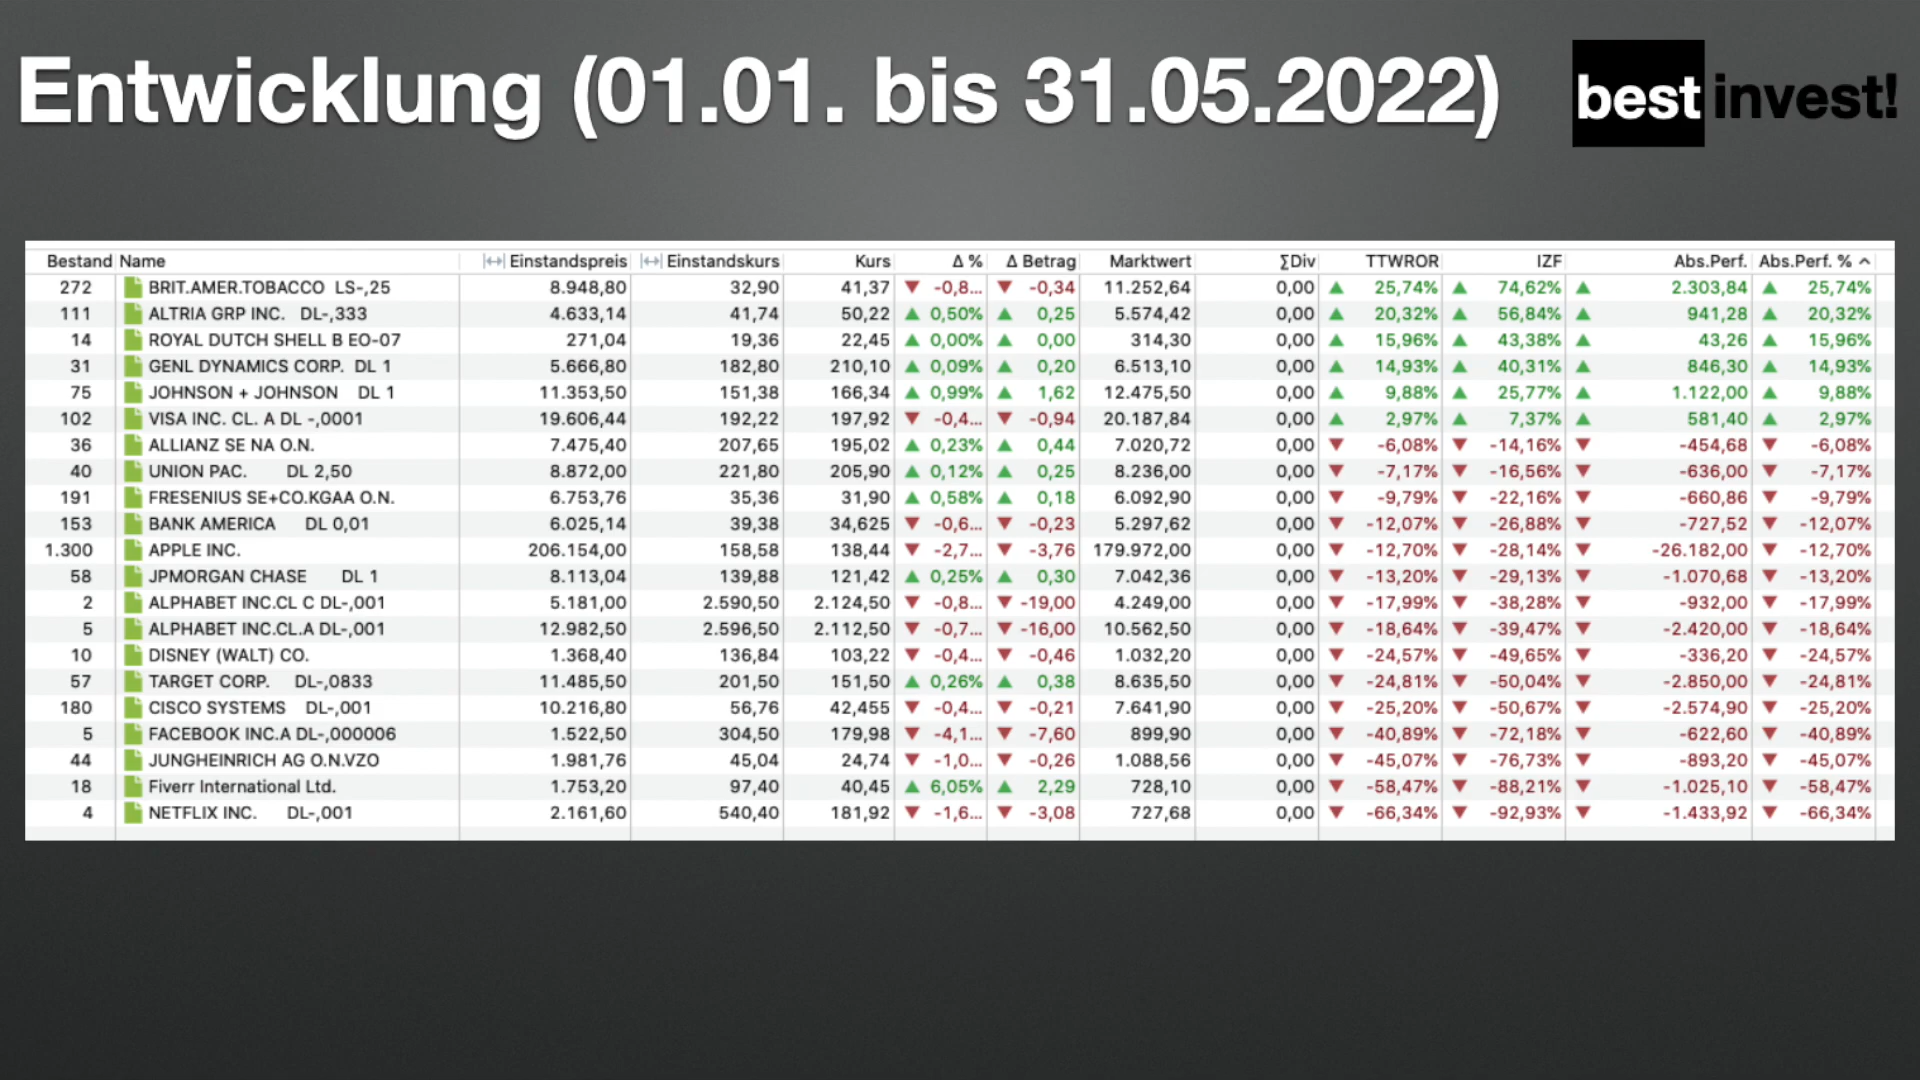 Entwicklung (01.01. bis 31.05.2022)
best invest!
Bestand Name Einstandspreis Einstandskurs Kurs Δ % Δ Betrag Marktwert ∑Div TTWROR IZF Abs.Perf. Abs.Perf. %
272 BRIT.AMER.TOBACCO LS-,25 8.948,80 32,90 41,37 -0,8... -0,34 11.252,64 0,00 25,74% 74,62% 2.303,84 25,74%
111 ALTRIA GRP INC. DL-,333 4.633,14 41,74 50,22 0,50% 0,25 5.574,42 0,00 20,32% 56,84% 941,28 20,32%
14 ROYAL DUTCH SHELL B EO-07 271,04 19,36 22,45 0,00% 0,00 314,30 0,00 15,96% 43,38% 43,26 15,96%
31 GENL DYNAMICS CORP. DL 1 5.666,80 182,80 210,10 0,09% 0,20 6.513,10 0,00 14,93% 40,31% 846,30 14,93%
75 JOHNSON + JOHNSON DL 1 11.353,50 151,38 166,34 0,99% 1,62 12.475,50 0,00 9,88% 25,77% 1.122,00 9,88%
102 VISA INC. CL. A DL -,0001 19.606,44 192,22 197,92 -0,4... -0,94 20.187,84 0,00 2,97% 7,37% 581,40 2,97%
36 ALLIANZ SE NA O.N. 7.475,40 207,65 195,02 0,23% 0,44 7.020,72 0,00 -6,08% -14,16% -454,68 -6,08%
40 UNION PAC. DL 2,50 8.872,00 221,80 205,90 0,12% 0,25 8.236,00 0,00 -7,17% -16,56% -636,00 -7,17%
191 FRESENIUS SE+CO.KGAA O.N. 6.753,76 35,36 31,90 0,58% 0,18 6.092,90 0,00 -9,79% -22,16% -660,86 -9,79%
153 BANK AMERICA DL 0,01 6.025,14 39,38 34,625 -0,6... -0,23 5.297,62 0,00 -12,07% -26,88% -727,52 -12,07%
1.300 APPLE INC. 206.154,00 158,58 138,44 -2,7... -3,76 179.972,00 0,00 -12,70% -28,14% -26.182,00 -12,70%
58 JPMORGAN CHASE DL 1 8.113,04 139,88 121,42 0,25% 0,30 7.042,36 0,00 -13,20% -29,13% -1.070,68 -13,20%
2 ALPHABET INC.CL C DL-,001 5.181,00 2.590,50 2.124,50 -0,8... -19,00 4.249,00 0,00 -17,99% -38,28% -932,00 -17,99%
5 ALPHABET INC.CL.A DL-,001 12.982,50 2.596,50 2.112,50 -0,7... -16,00 10.562,50 0,00 -18,64% -39,47% -2.420,00 -18,64%
10 DISNEY (WALT) CO. 1.368,40 136,84 103,22 -0,4... -0,46 1.032,20 0,00 -24,57% -49,65% -336,20 -24,57%
57 TARGET CORP. DL-,0833 11.485,50 201,50 151,50 0,26% 0,38 8.635,50 0,00 -24,81% -50,04% -2.850,00 -24,81%
180 CISCO SYSTEMS DL-,001 10.216,80 56,76 42,455 -0,4... -0,21 7.641,90 0,00 -25,20% -50,67% -2.574,90 -25,20%
5 FACEBOOK INC.A DL-,000006 1.522,50 304,50 179,98 -4,1... -7,60 899,90 0,00 -40,89% -72,18% -622,60 -40,89%
44 JUNGHEINRICH AG O.N.VZO 1.981,76 45,04 24,74 -1,0... -0,26 1.088,56 0,00 -45,07% -76,73% -893,20 -45,07%
18 Fiverr International Ltd. 1.753,20 97,40 40,45 6,05% 2,29 728,10 0,00 -58,47% -88,21% -1.025,10 -58,47%
4 NETFLIX INC. DL-,001 2.161,60 540,40 181,92 -1,6... -3,08 727,68 0,00 -66,34% -92,93% -1.433,92 -66,34%